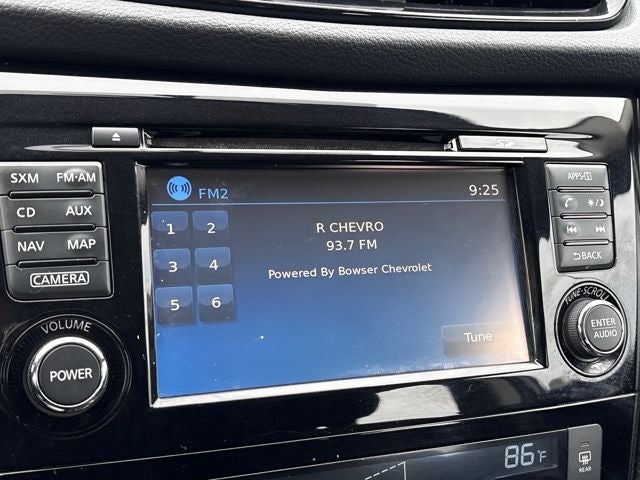 SD
SXM FM·AM
CD AUX
NAV MAP
CAMERA
VOLUME
POWER
FM2 9:25
1 2
3 4
5 6
R CHEVRO
93.7 FM
Powered By Bowser Chevrolet
Tune
APPS·i
BACK
TUNE·SCROLL
ENTER
AUDIO
86°F
REAR